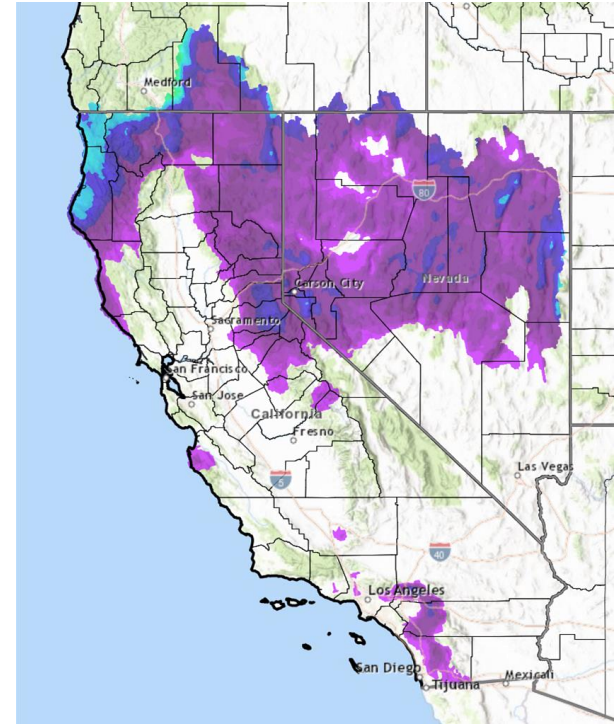 Medford
80
Carson City
Nevada
Sacramento
San Francisco
San Jose
California
Fresno
Las Vegas
5
40
Los Angeles
San Diego
Mexicali
Tijuana